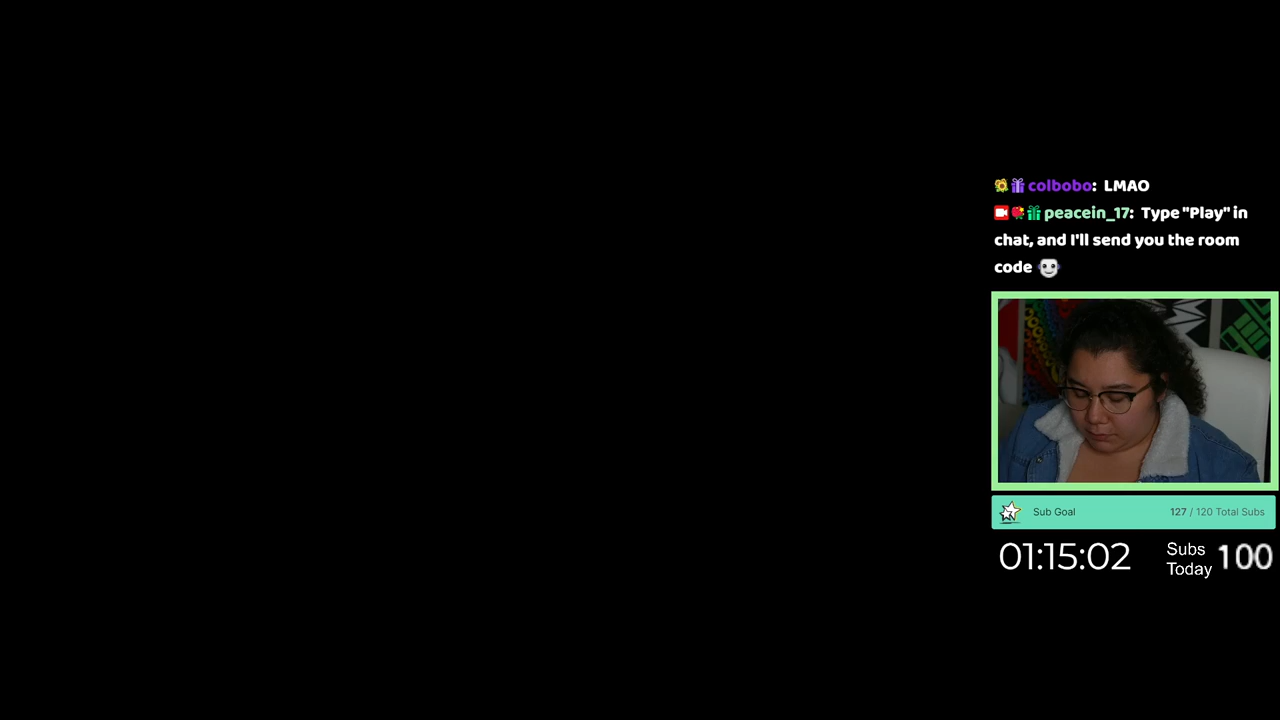 colbobo: LMAO
peacein_17: Type "Play" in
chat, and I'll send you the room
code
Sub Goal
127 / 120 Total Subs
01:15:02
Subs
Today
100